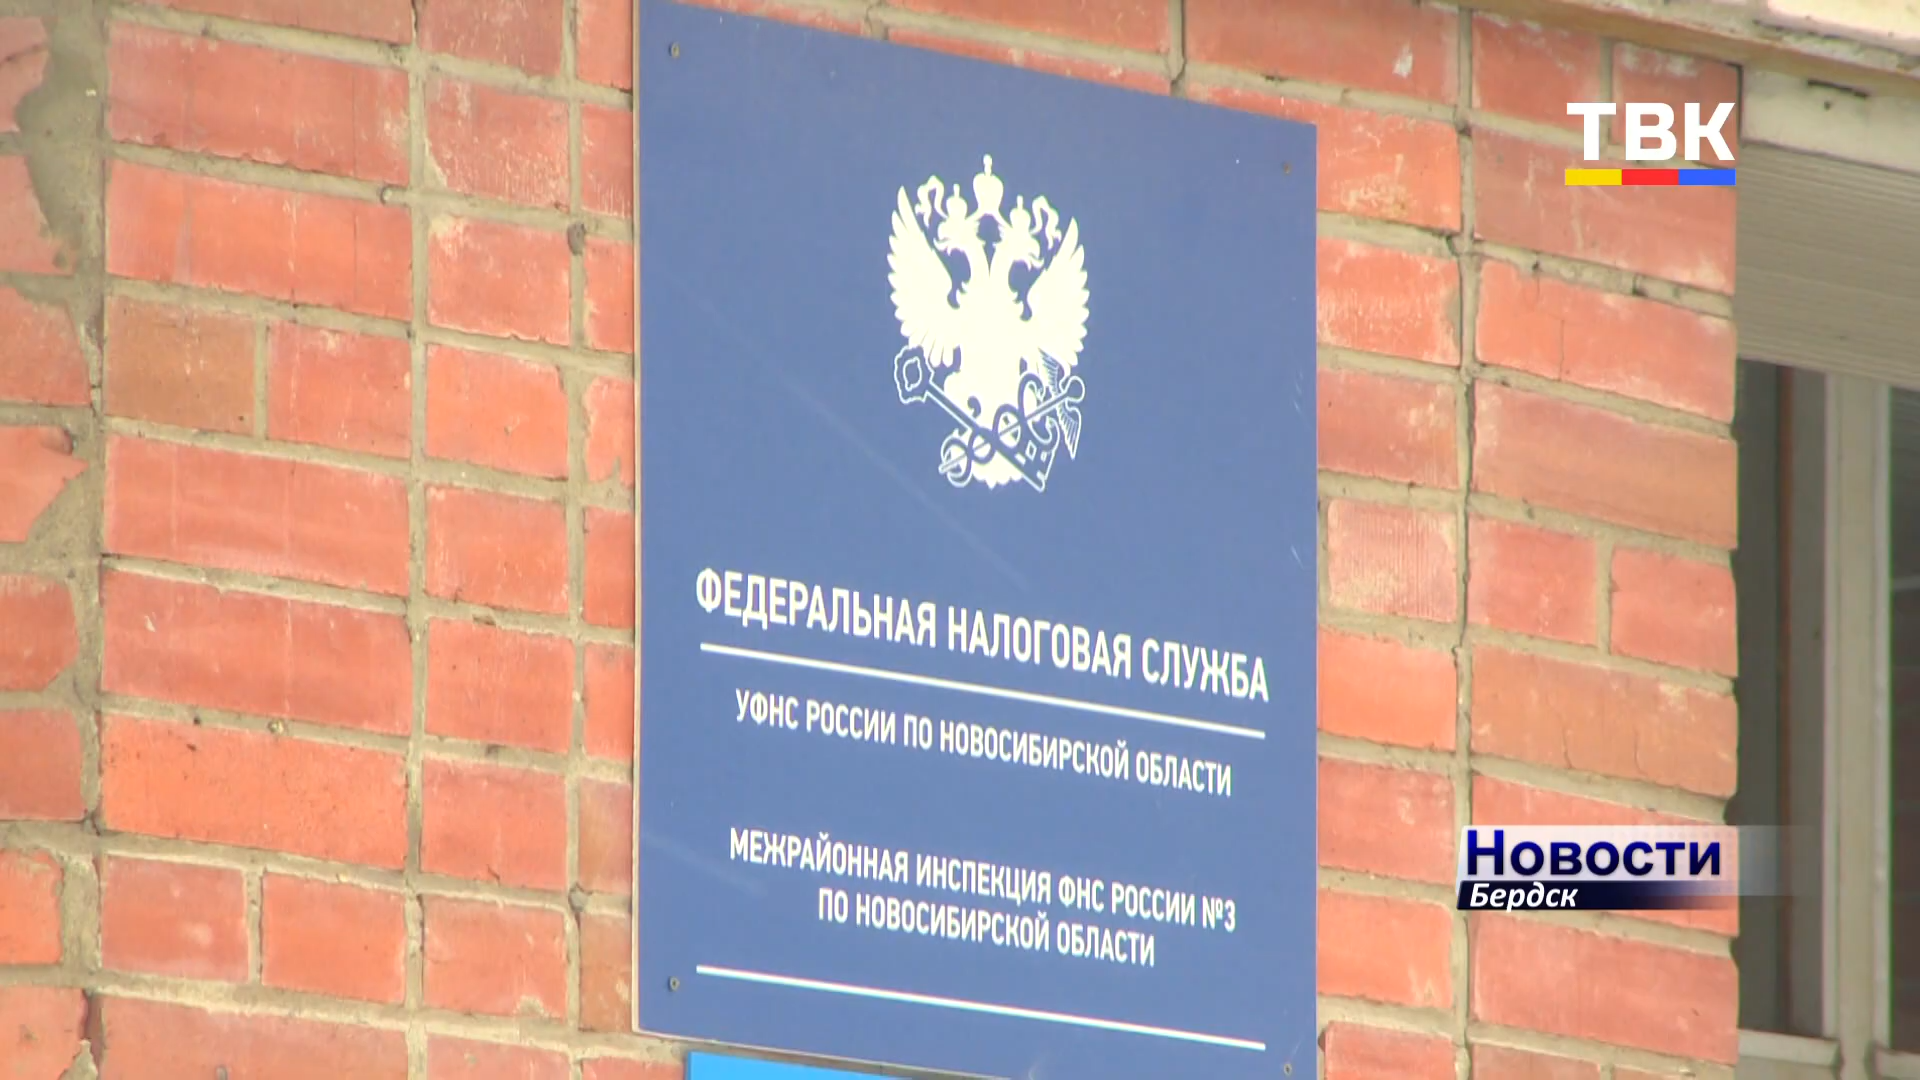 ТВК
ФЕДЕРАЛЬНАЯ НАЛОГОВАЯ СЛУЖБА
УФНС РОССИИ ПО НОВОСИБИРСКОЙ ОБЛАСТИ
МЕЖРАЙОННАЯ ИНСПЕКЦИЯ ФНС РОССИИ №3
ПО НОВОСИБИРСКОЙ ОБЛАСТИ
Новости
Бердск